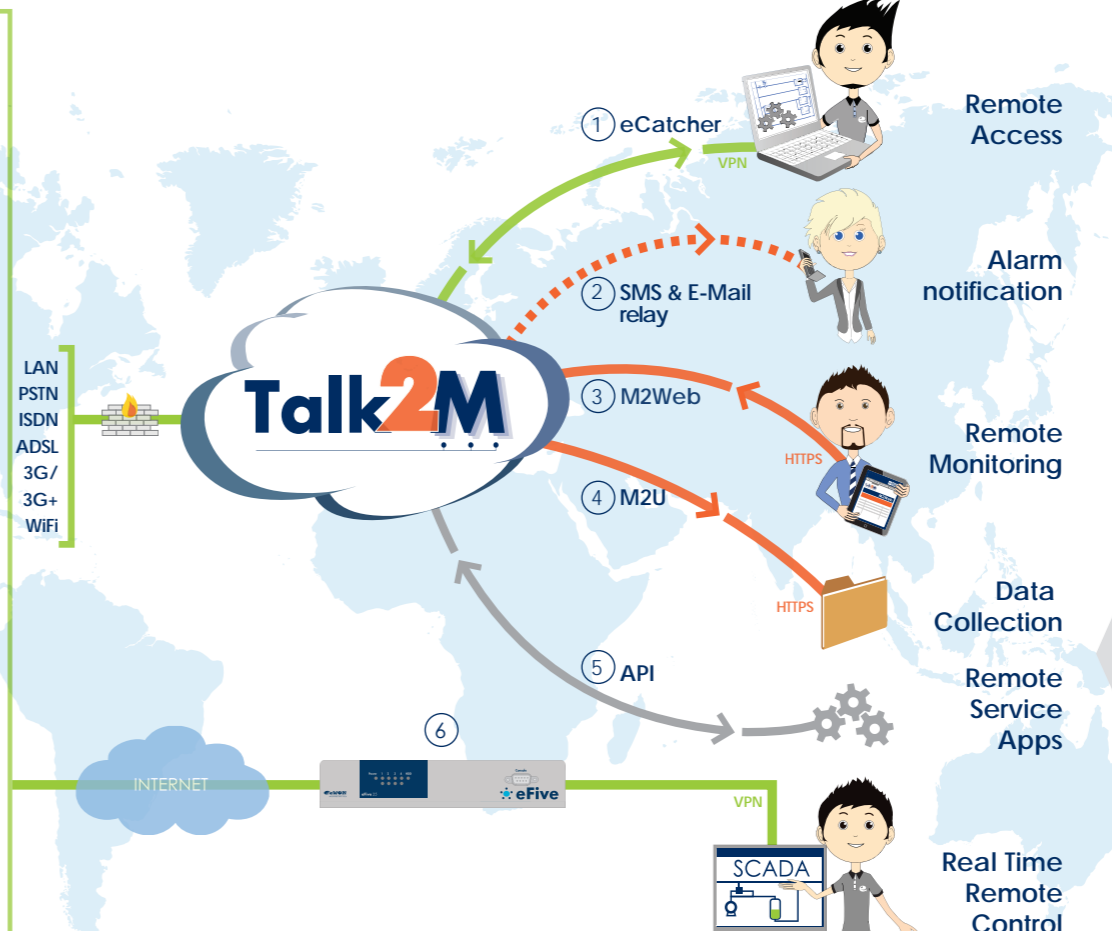 1 eCatcher
VPN
Remote
Access
2 SMS & E-Mail
relay
Alarm
notification
LAN
PSTN
ISDN
ADSL
3G/
3G+
WiFi
Talk2M
3 M2Web
HTTPS
Remote
Monitoring
4 M2U
HTTPS
Data
Collection
5 API
Remote
Service
Apps
6
INTERNET
eFive
VPN
SCADA
Real Time
Remote
Control